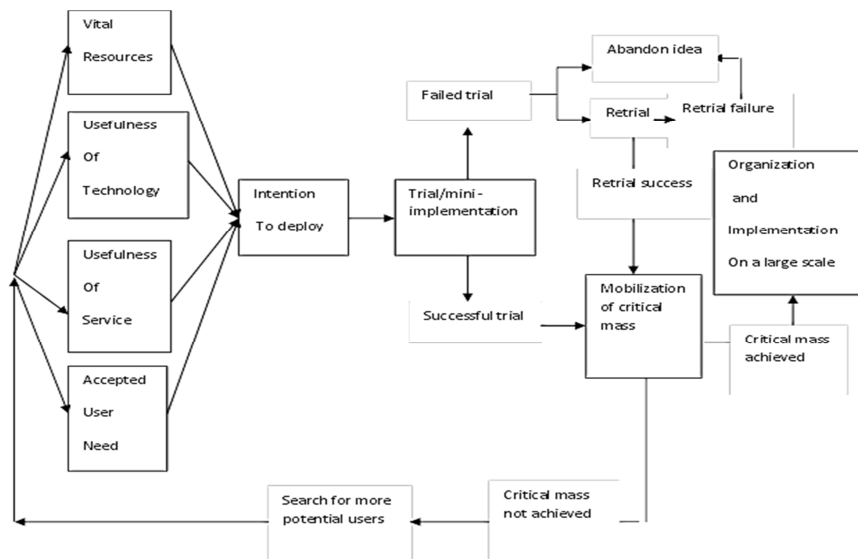 Vital
Resources
Usefulness
Of
Technology
Usefulness
Of
Service
Accepted
User
Need
Intention
To deploy
Trial/mini-
implementation
Failed trial
Successful trial
Abandon idea
Retrial
Retrial failure
Retrial success
Mobilization
of critical
mass
Organization
and
Implementation
On a large scale
Critical mass
achieved
Critical mass
not achieved
Search for more
potential users